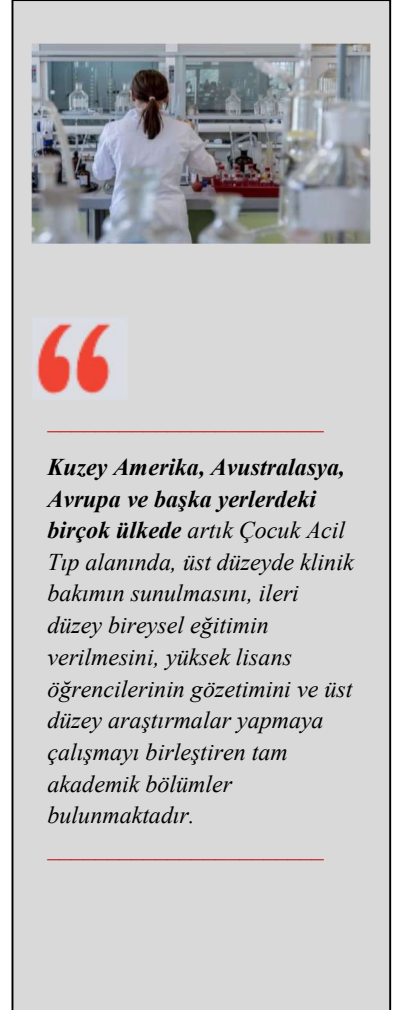 “
Kuzey Amerika, Avustralasya,
Avrupa ve başka yerlerdeki
birçok ülkede artık Çocuk Acil
Tıp alanında, üst düzeyde klinik
bakımın sunulmasını, ileri
düzey bireysel eğitimin
verilmesini, yüksek lisans
öğrencilerinin gözetimini ve üst
düzey araştırmalar yapmaya
çalışmayı birleştiren tam
akademik bölümler
bulunmaktadır.